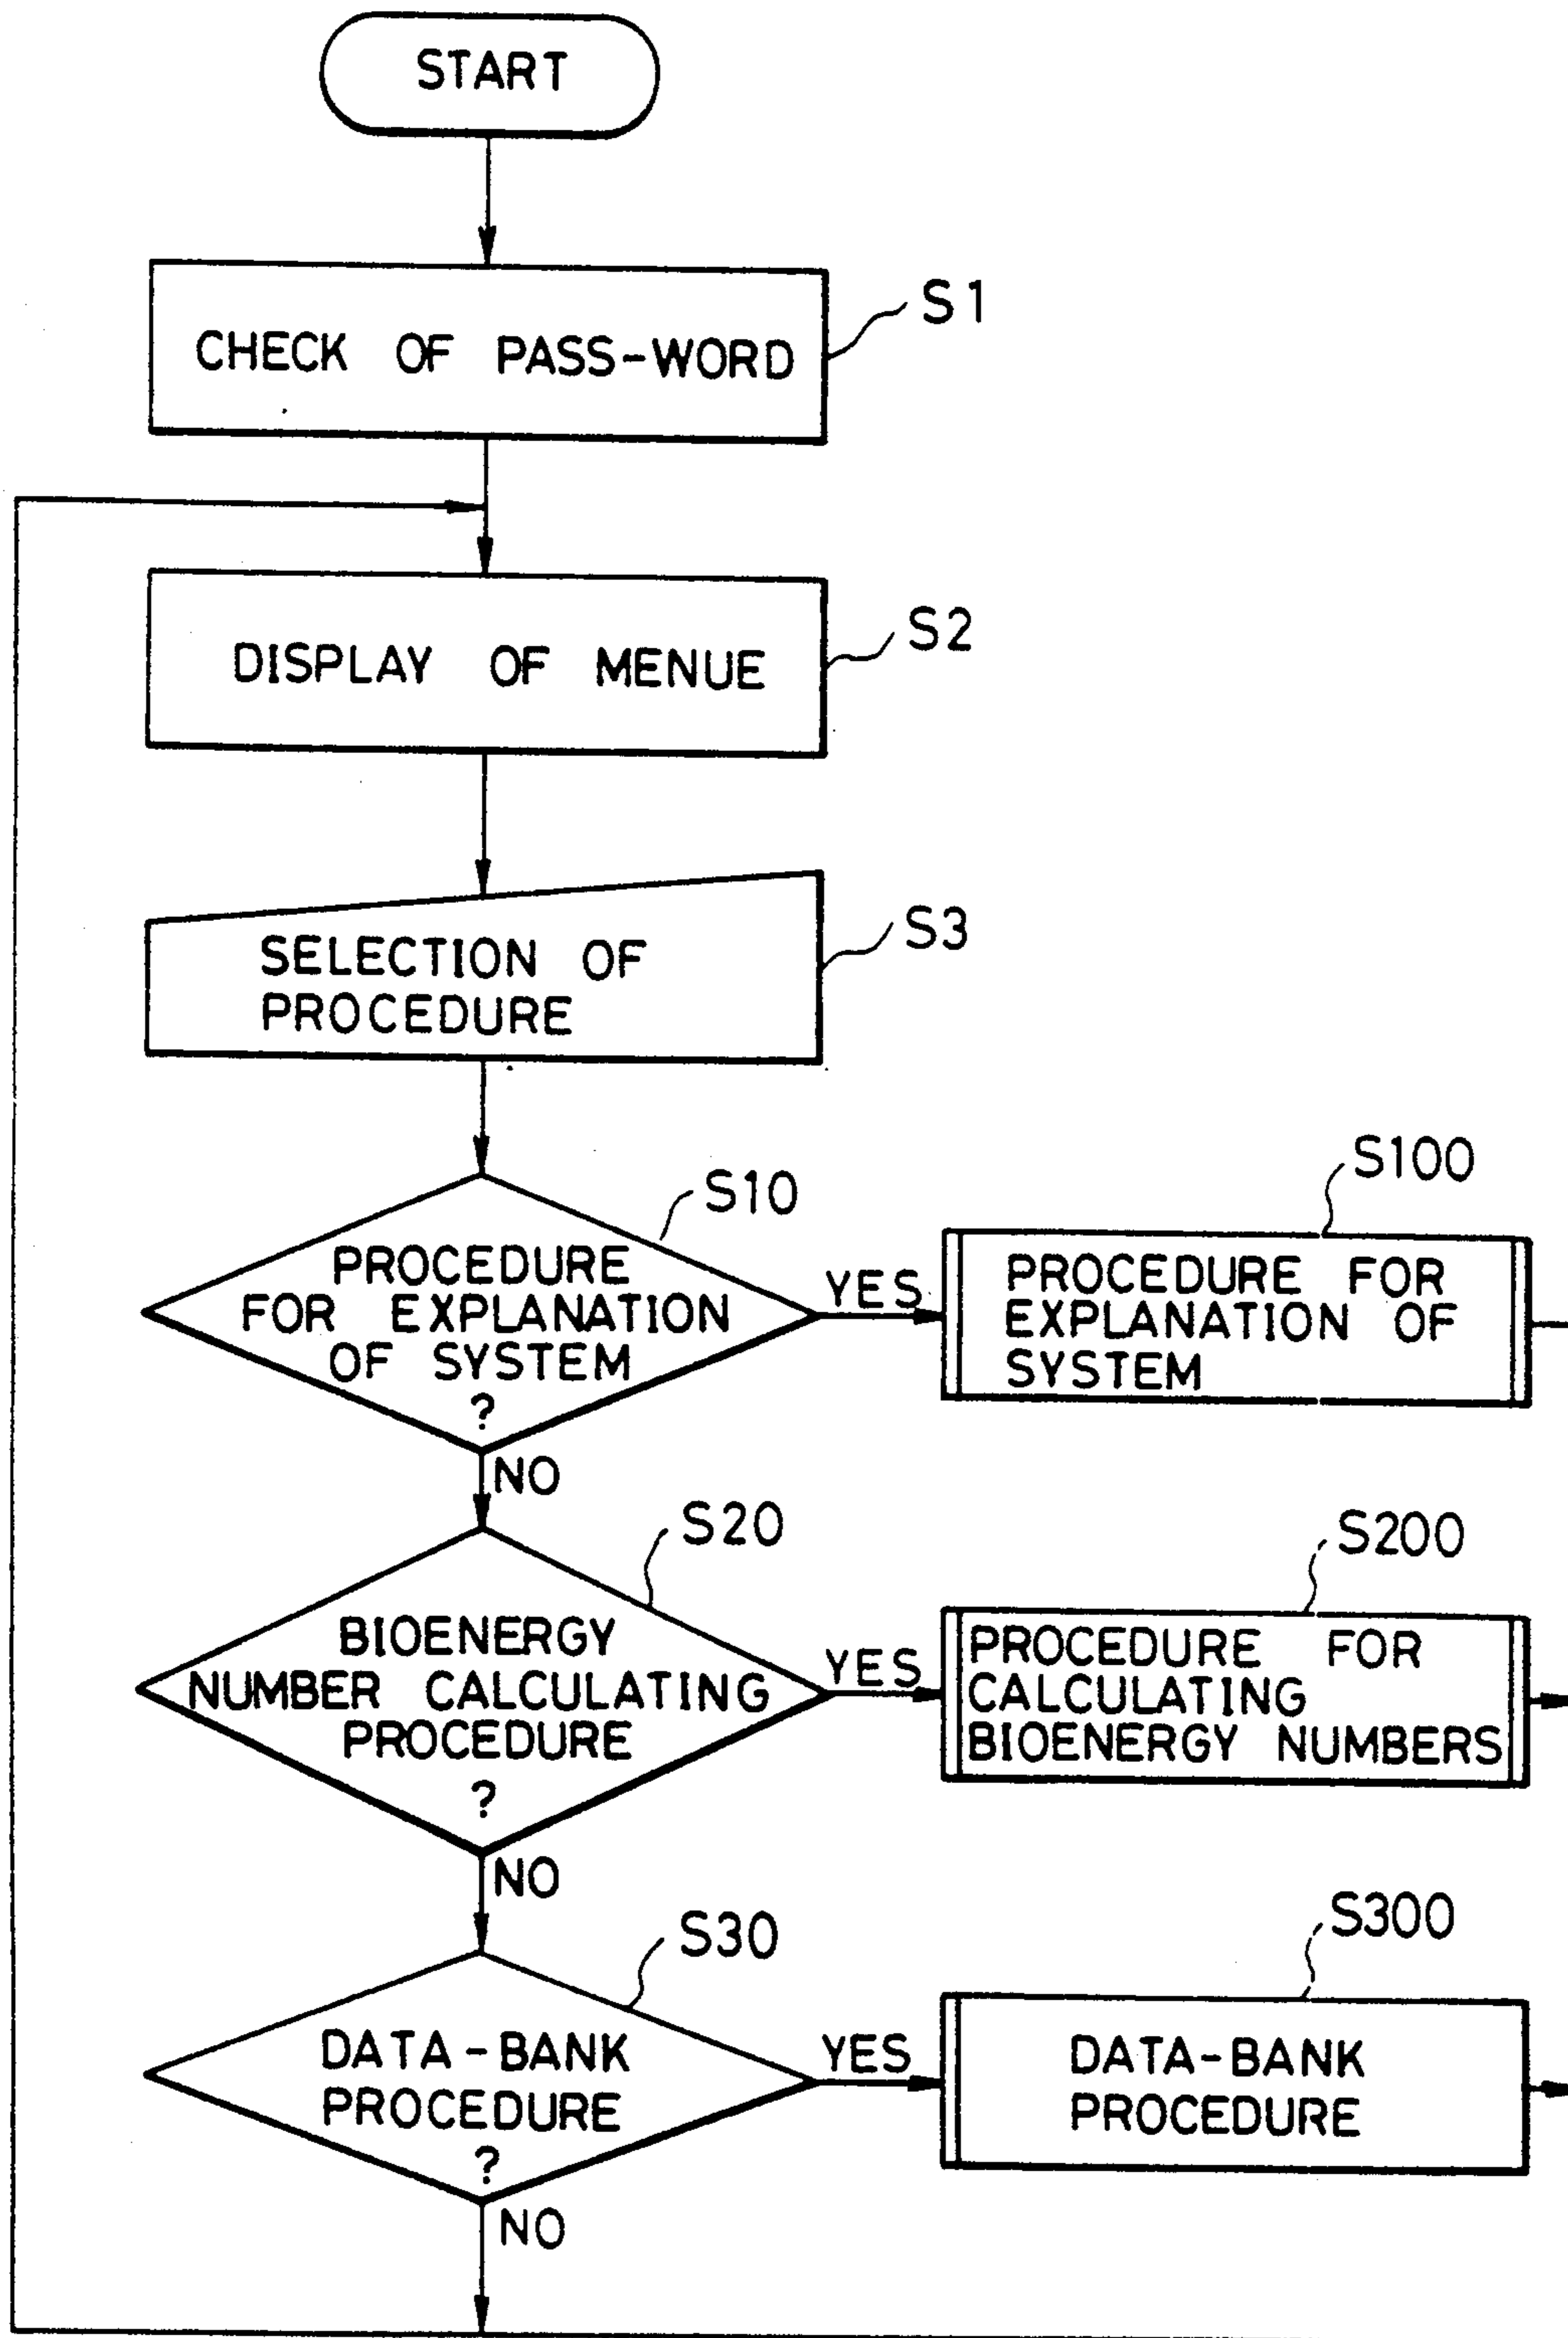 START
CHECK OF PASS-WORD
S1
DISPLAY OF MENUE
S2
SELECTION OF
PROCEDURE
S3
PROCEDURE
FOR EXPLANATION
OF SYSTEM
?
S10
YES
NO
PROCEDURE FOR
EXPLANATION OF
SYSTEM
S100
BIOENERGY
NUMBER CALCULATING
PROCEDURE
?
S20
YES
NO
PROCEDURE FOR
CALCULATING
BIOENERGY NUMBERS
S200
DATA-BANK
PROCEDURE
?
S30
YES
NO
DATA-BANK
PROCEDURE
S300